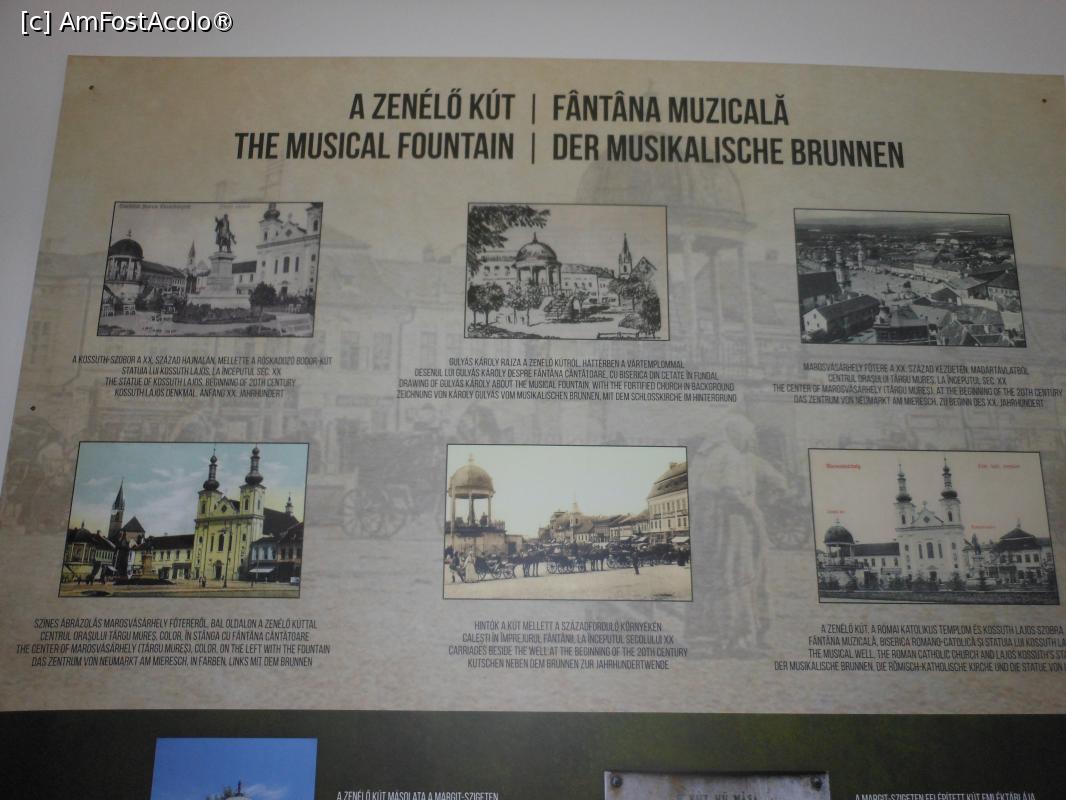 [c] AmFostAcolo®
A ZENÉLŐ KÚT | FÂNTÂNA MUZICALĂ
THE MUSICAL FOUNTAIN | DER MUSIKALISCHE BRUNNEN
A KOSSUTH-SZOBOR A XX. SZÁZAD HAJNALÁN, MELLETTE A ROSKADOZÓ BODOR-KÚT
STATUIA LUI KOSSUTH LAJOS, LA ÎNCEPUTUL SEC. XX
THE STATUE OF KOSSUTH LAJOS, BEGINNING OF 20TH CENTURY
KOSSUTH LAJOS DENKMAL, ANFANG XX. JAHRHUNDERT
GULYÁS KÁROLY RAJZA A ZENÉLŐ KÚTRÓL, HÁTTÉRBEN A VÁRTEMPLOMMAL
DESENUL LUI GULYÁS KÁROLY DESPRE FÂNTÂNA CÂNTĂTOARE, CU BISERICA DIN CETATE ÎN FUNDAL
DRAWING OF GULYÁS KÁROLY ABOUT THE MUSICAL FOUNTAIN, WITH THE FORTIFIED CHURCH IN BACKGROUND
ZEICHNUNG VON KÁROLY GULYÁS VOM MUSIKALISCHEN BRUNNEN, MIT DEM SCHLOSSKIRCHE IM HINTERGRUND
MAROSVÁSÁRHELY FŐTERE A XX. SZÁZAD KEZDETÉN, MADÁRTÁVLATBÓL
CENTRUL ORAȘULUI TÂRGU MUREȘ, LA ÎNCEPUTUL SEC. XX
THE CENTER OF MAROSVÁSÁRHELY (TÂRGU MUREȘ), AT THE BEGINNING OF THE 20TH CENTURY
DAS ZENTRUM VON NEUMARKT AM MIERESCH, ZU BEGINN DES XX. JAHRHUNDERT
SZÍNES ÁBRÁZOLÁS MAROSVÁSÁRHELY FŐTERÉRŐL, BAL OLDALON A ZENÉLŐ KÚTTAL
CENTRUL ORAȘULUI TÂRGU MUREȘ, COLOR, ÎN STÂNGA CU FÂNTÂNA CÂNTĂTOARE
THE CENTER OF MAROSVÁSÁRHELY (TÂRGU MUREȘ), COLOR, ON THE LEFT WITH THE FOUNTAIN
DAS ZENTRUM VON NEUMARKT AM MIERESCH, IN FARBEN, LINKS MIT DEM BRUNNEN
HINTÓK A KÚT MELLETT A SZÁZADFORDULÓ KÖRNYÉKÉN
CALEȘTI ÎN ÎMPREJURUL FÂNTÂNII, LA ÎNCEPUTUL SECOLULUI XX
CARRIAGES BESIDE THE WELL AT THE BEGINNING OF THE 20TH CENTURY
KUTSCHEN NEBEN DEM BRUNNEN ZUR JAHRHUNDERTWENDE
Marosvásárhely
A ZENÉLŐ KÚT, A RÓMAI KATOLIKUS TEMPLOM ÉS KOSSUTH LAJOS SZOBRA
FÂNTÂNA MUZICALĂ, BISERICA ROMANO-CATOLICĂ ȘI STATUIA LUI KOSSUTH LA
THE MUSICAL WELL, THE ROMAN CATHOLIC CHURCH AND LAJOS KOSSUTH'S ST
DER MUSIKALISCHE BRUNNEN, DIE RÖMISCH-KATHOLISCHE KIRCHE UND DIE STATUE VON
A ZENÉLŐ KÚT MÁSOLATA A MARGIT-SZIGETEN
A MARGIT-SZIGETEN FELÉPÍTETT KÚT EMLÉKTÁBLÁJA